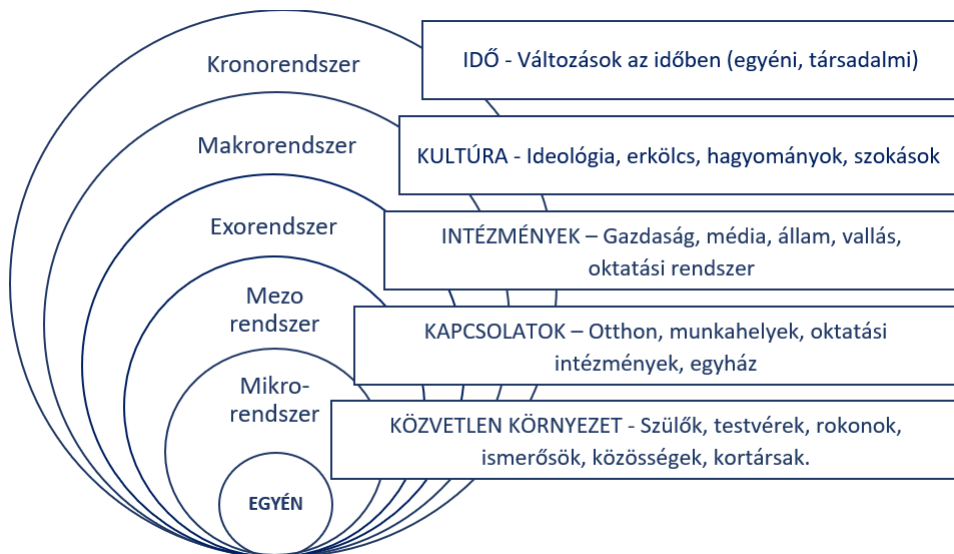 Kronorendszer
IDŐ - Változások az időben (egyéni, társadalmi)
Makrorendszer
KULTÚRA - Ideológia, erkölcs, hagyományok, szokások
Exorendszer
INTÉZMÉNYEK – Gazdaság, média, állam, vallás,
oktatási rendszer
Mezo
rendszer
KAPCSOLATOK – Otthon, munkahelyek, oktatási
intézmények, egyház
Mikro-
rendszer
KÖZVETLEN KÖRNYEZET - Szülők, testvérek, rokonok,
ismerősök, közösségek, kortársak.
EGYÉN